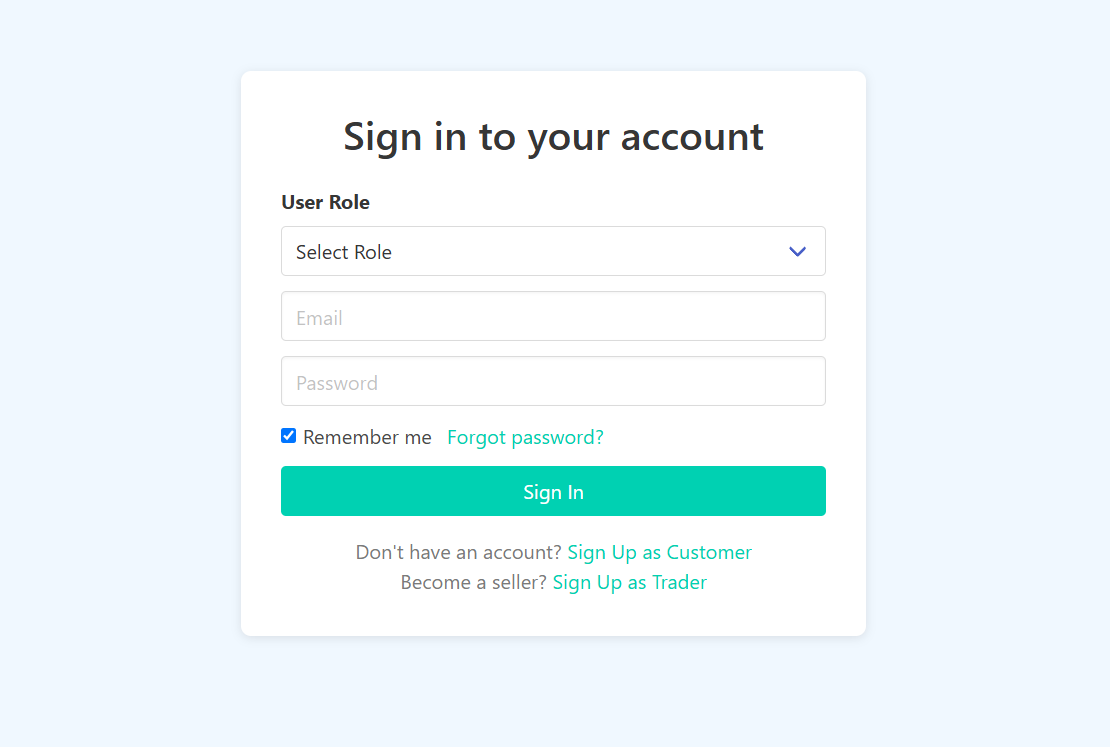 Sign in to your account
User Role
Select Role
Email
Password
Remember me Forgot password?
Sign In
Don't have an account? Sign Up as Customer
Become a seller? Sign Up as Trader